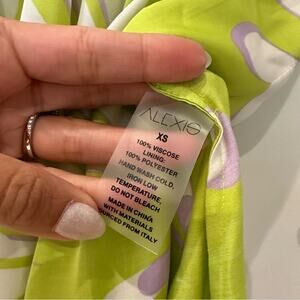 ALEXIS
XS
100% VISCOSE
LINING:
100% POLYESTER
HAND WASH COLD.
IRON LOW
TEMPERATURE.
DO NOT BLEACH
MADE IN CHINA
WITH MATERIALS
SOURCED FROM ITALY